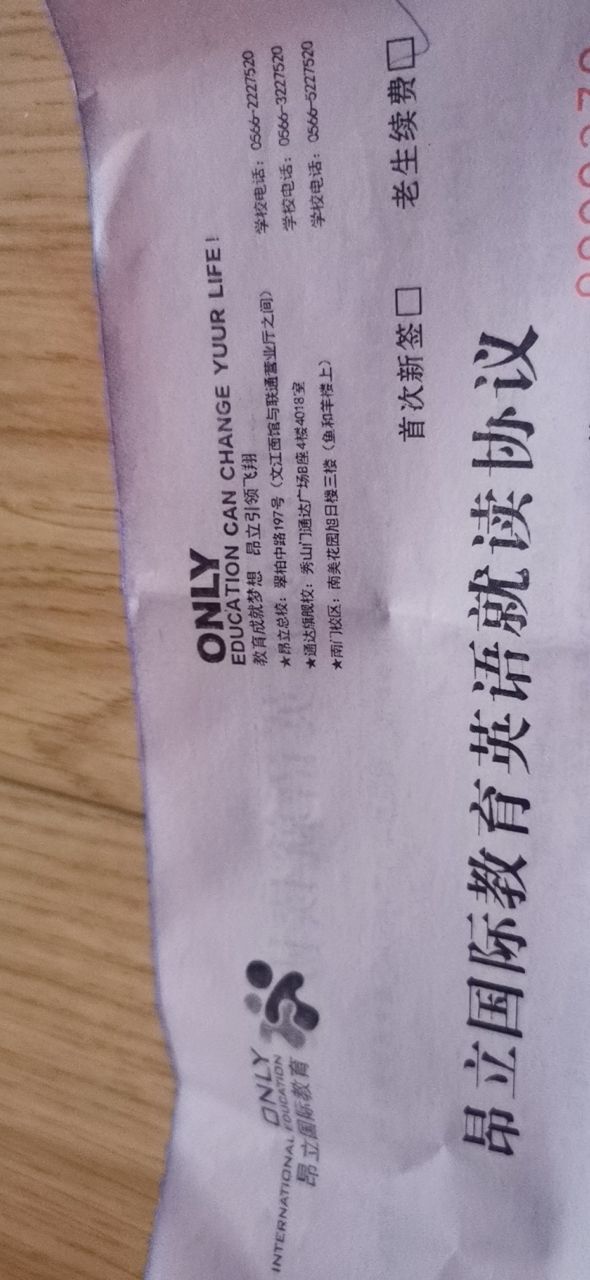 ONLY
INTERNATIONAL EDUCATION
昂立国际教育
ONLY
EDUCATION CAN CHANGE YUUR LIFE!
教育成就梦想 昂立引领飞翔
★昂立总校：翠柏中路197号（文江面馆与联通营业厅之间） 学校电话：0566-2227520
★通达旗舰校：秀山门通达广场B座4楼4018室 学校电话：0566-3227520
★南门校区：南美花园旭日楼三楼（鱼和羊楼上） 学校电话：0566-5227520
首次新签□ 老生续费□
昂立国际教育英语就读协议